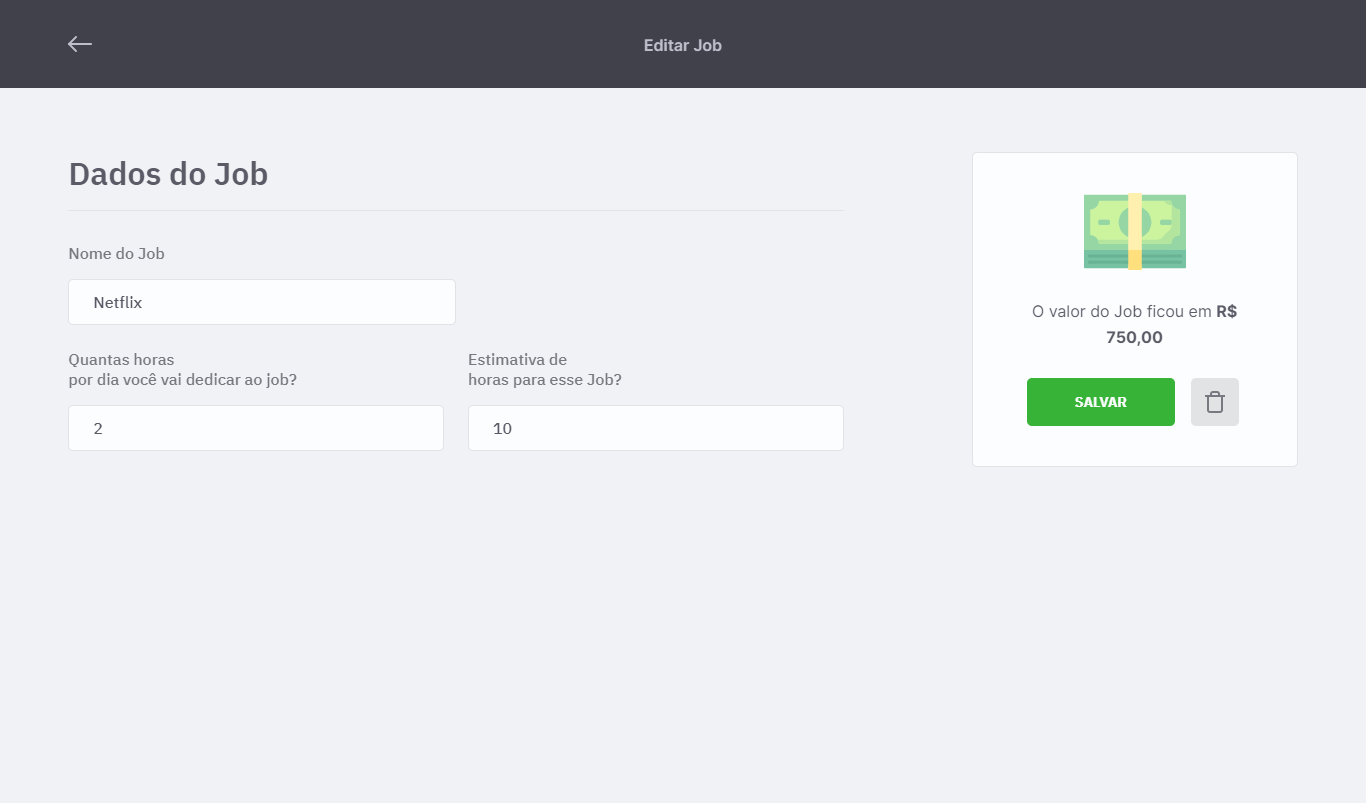 Editar Job
Dados do Job
Nome do Job
Netflix
Quantas horas
por dia você vai dedicar ao job?
2
Estimativa de
horas para esse Job?
10
O valor do Job ficou em R$
750,00
SALVAR